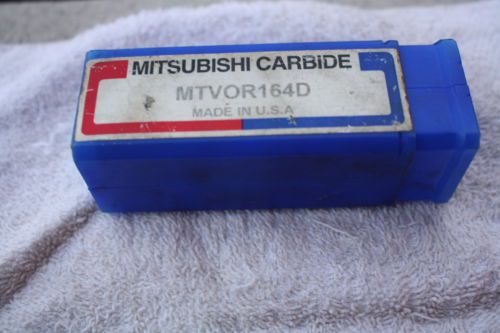 MITSUBISHI CARBIDE
MTVOR164D
MADE IN U.S.A